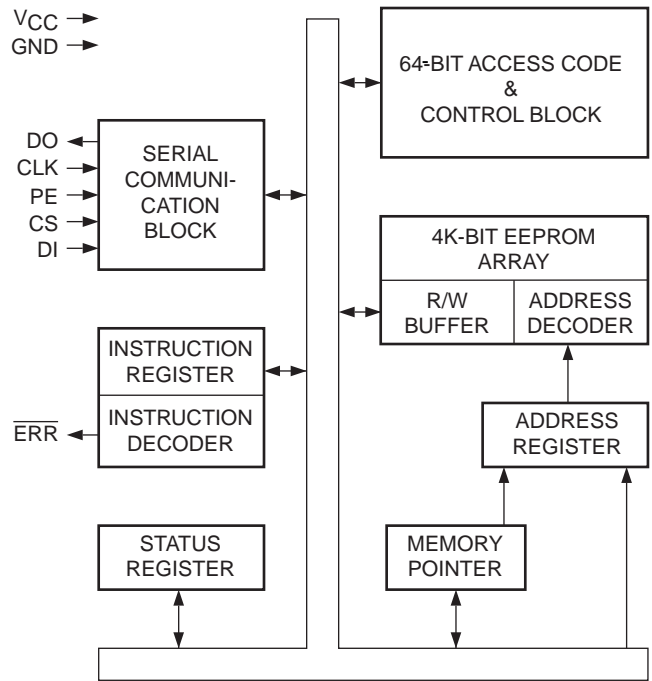 VCC
GND
DO
CLK
PE
CS
DI
SERIAL
COMMUNI-
CATION
BLOCK
64-BIT ACCESS CODE
&
CONTROL BLOCK
4K-BIT EEPROM
ARRAY
R/W
BUFFER
ADDRESS
DECODER
INSTRUCTION
REGISTER
INSTRUCTION
DECODER
ERR
ADDRESS
REGISTER
STATUS
REGISTER
MEMORY
POINTER